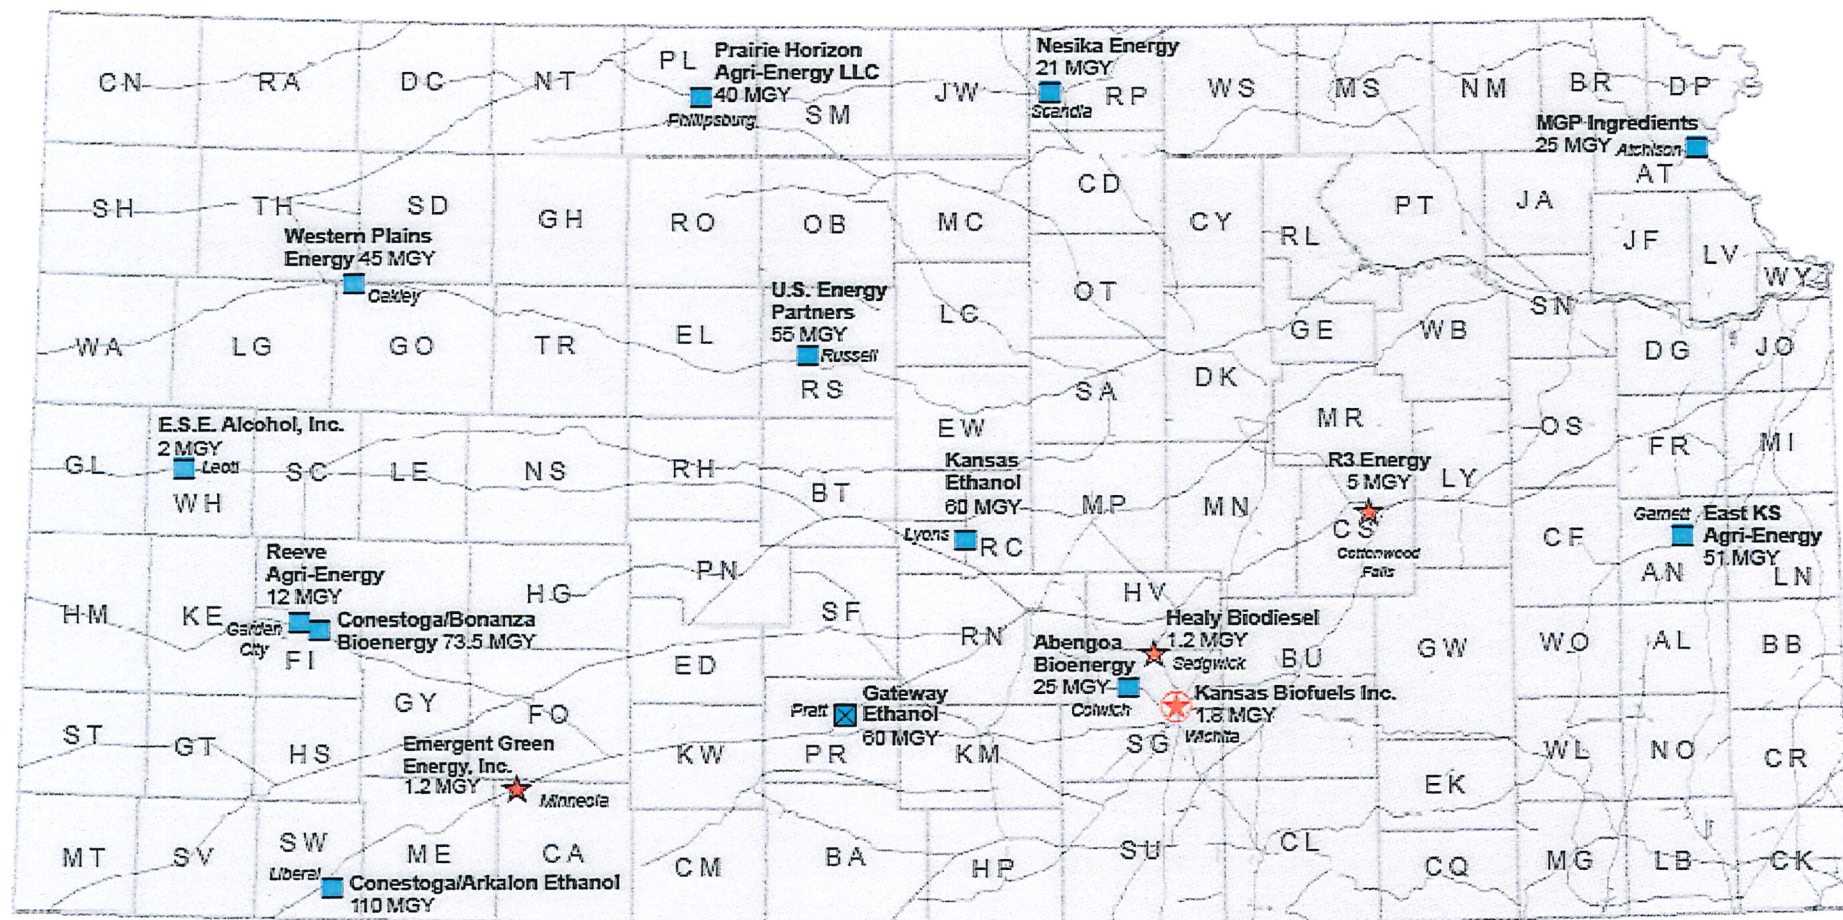 Prairie Horizon
Agri-Energy LLC
40 MGY
Phillipsburg
Nesika Energy
21 MGY
Scandia
CN
RA
DC
NT
PL
SM
JW
RP
WS
MS
NM
BR
DP
MGP Ingredients
25 MGY Atchison
AT
SH
TH
SD
GH
RO
OB
MC
CD
CY
RL
PT
JA
JF
LV
WY
Western Plains
Energy 45 MGY
Oakley
U.S. Energy
Partners
55 MGY
Russell
RS
WA
LG
GO
TR
EL
LC
OT
SA
DK
GE
WB
SN
DG
JO
E.S.E. Alcohol, Inc.
2 MGY
Leoti
GL
WH
SC
LE
NS
RH
BT
EW
Kansas
Ethanol
60 MGY
Lyons
RC
MP
MN
MR
R3 Energy
5 MGY
CS
Cottonwood
Falls
LY
OS
FR
MI
CF
Garnett
East KS
Agri-Energy
51 MGY
AN
LN
Reeve
Agri-Energy
12 MGY
Garden
City
Conestoga/Bonanza
Bioenergy 73.5 MGY
HM
KE
FI
HG
PN
SF
RN
HV
Healy Biodiesel
1.2 MGY
Sedgwick
Abengoa
Bioenergy
25 MGY
Colwich
Kansas Biofuels Inc.
1.8 MGY
Wichita
BU
GW
WO
AL
BB
ED
GY
FO
Pratt
Gateway
Ethanol
60 MGY
ST
GT
HS
Emergent Green
Energy, Inc.
1.2 MGY
Minneola
KW
PR
KM
SG
EK
WL
NO
CR
MT
SV
SW
Liberal
Conestoga/Arkalon Ethanol
110 MGY
ME
CA
CM
BA
HP
SU
CL
CQ
MG
LB
CK